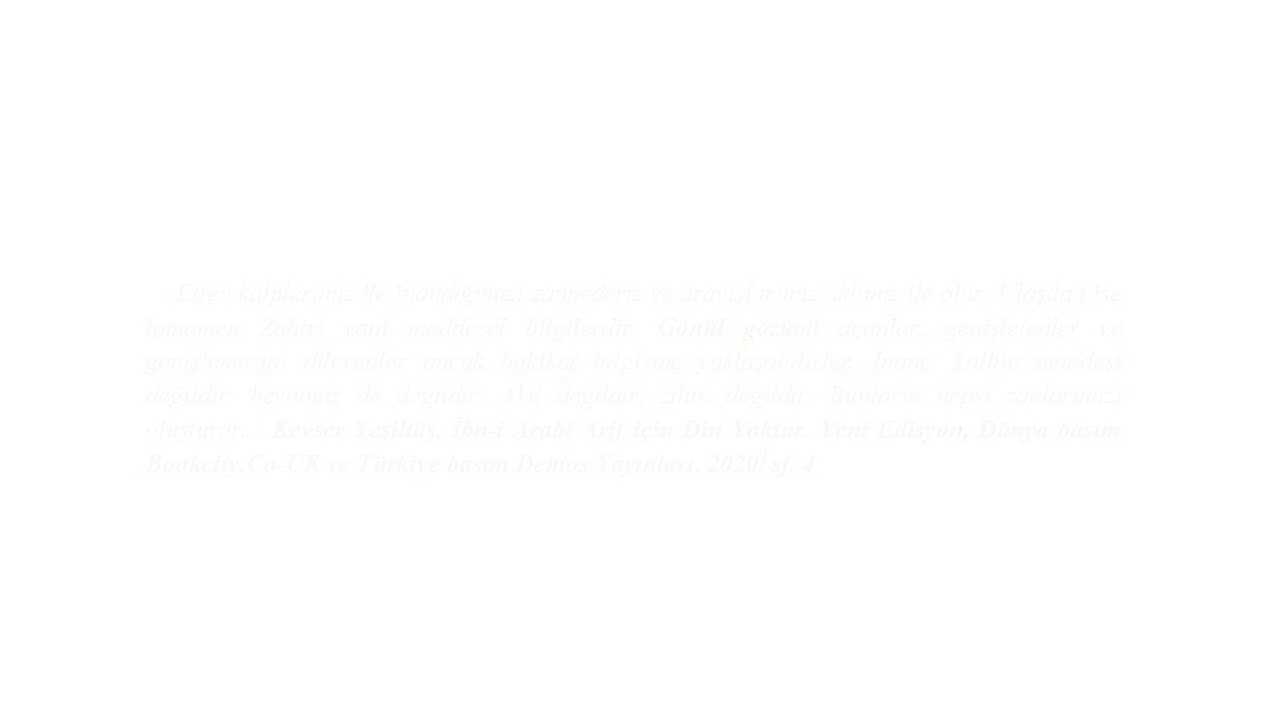 kalplerimiz ile inandığımızı zannederiz ve arayışlarımız aklımız ile olur. Ulaşılan ise
tamamen Zahiri yani maddesel bilgilerdir. Gönül gözünü açanlar, genişletenler ve
genişlemesini dileyenler ancak hakikat bilgisine yaklaşabilirler. İnanç kalbin meselesi
değildir, beynimiz de değildir. Akıl değildir, zihin değildir. Bunların hepsi zanlarımızı
oluşturur. Kevser Yeşiltaş, İbn-i Arabi Arif İçin Din Yoktur, Yeni Edisyon, Dünya basım
Bookcity.Co-UK ve Türkiye basım Demos Yayınları, 2020/ sf. 4